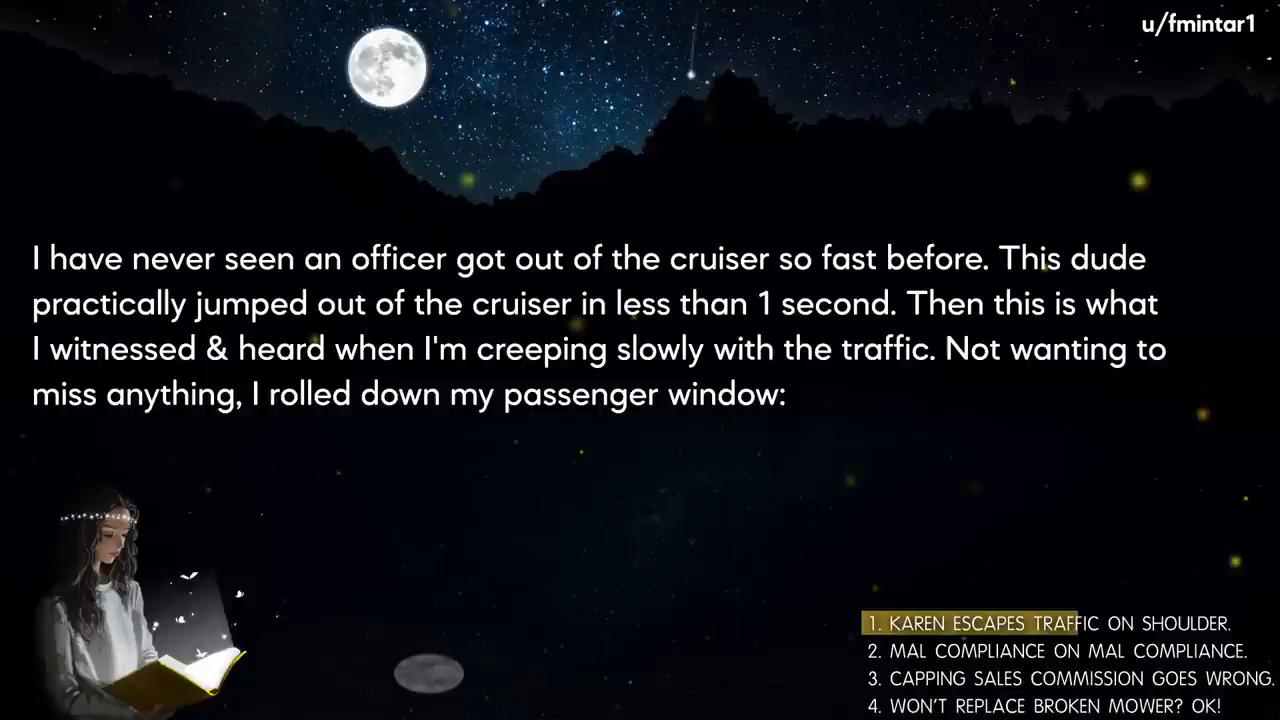 u/fmintar1
I have never seen an officer got out of the cruiser so fast before. This dude
practically jumped out of the cruiser in less than 1 second. Then this is what
I witnessed & heard when I'm creeping slowly with the traffic. Not wanting to
miss anything, I rolled down my passenger window:
1. KAREN ESCAPES TRAFFIC ON SHOULDER.
2. MAL COMPLIANCE ON MAL COMPLIANCE.
3. CAPPING SALES COMMISSION GOES WRONG.
4. WON'T REPLACE BROKEN MOWER? OK!